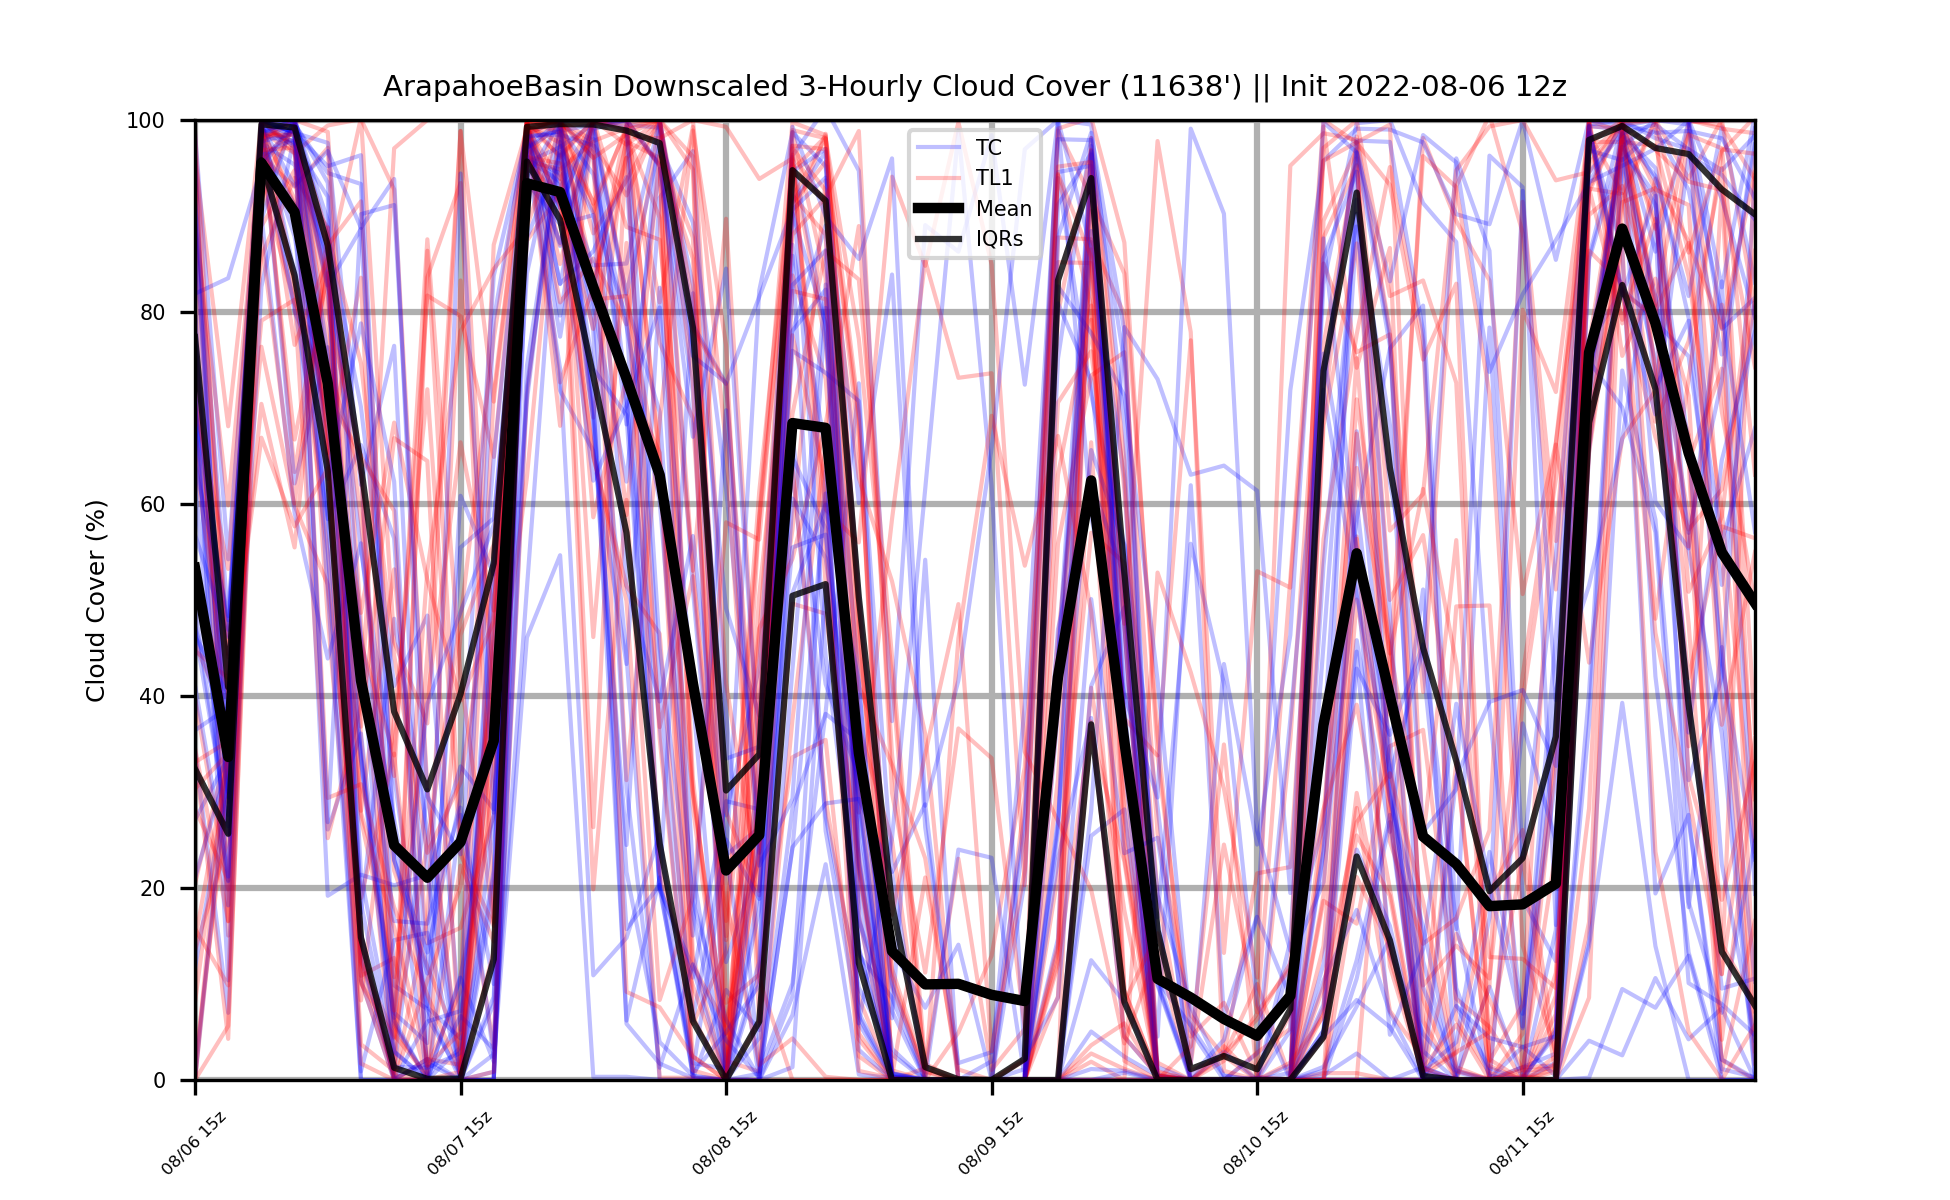 ArapahoeBasin Downscaled 3-Hourly Cloud Cover (11638') || Init 2022-08-06 12z
Cloud Cover (%)
100
80
60
40
20
0
TC
TL1
Mean
IQRs
08/06 15z
08/07 15z
08/08 15z
08/09 15z
08/10 15z
08/11 15z